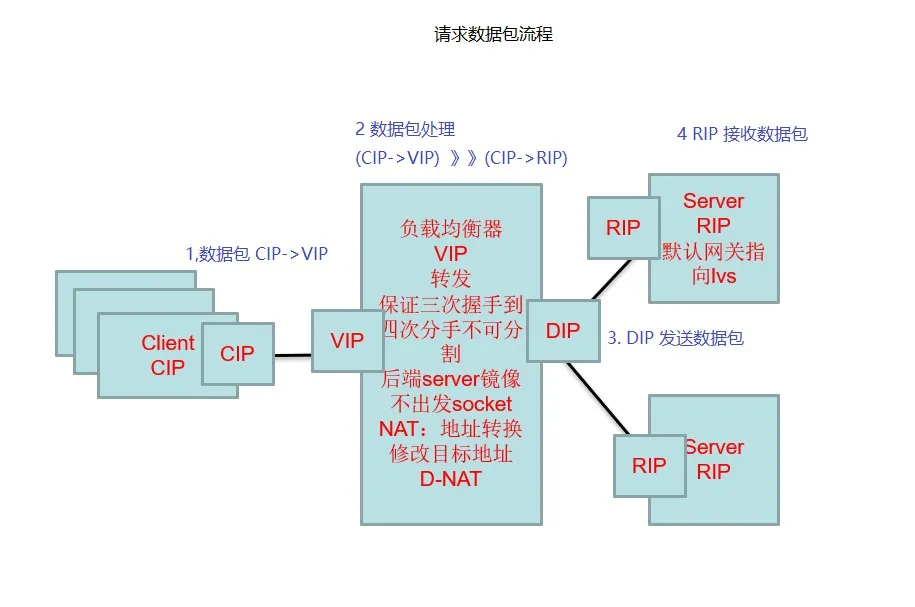 请求数据包流程
2 数据包处理
(CIP->VIP) 》》(CIP->RIP)
4 RIP 接收数据包
1,数据包 CIP->VIP
Client
CIP
CIP
VIP
负载均衡器
VIP
转发
保证三次握手到
四次分手不可分
割
后端server镜像
不出发socket
NAT：地址转换
修改目标地址
D-NAT
DIP
3. DIP 发送数据包
RIP
Server
RIP
默认网关指
向lvs
RIP
Server
RIP